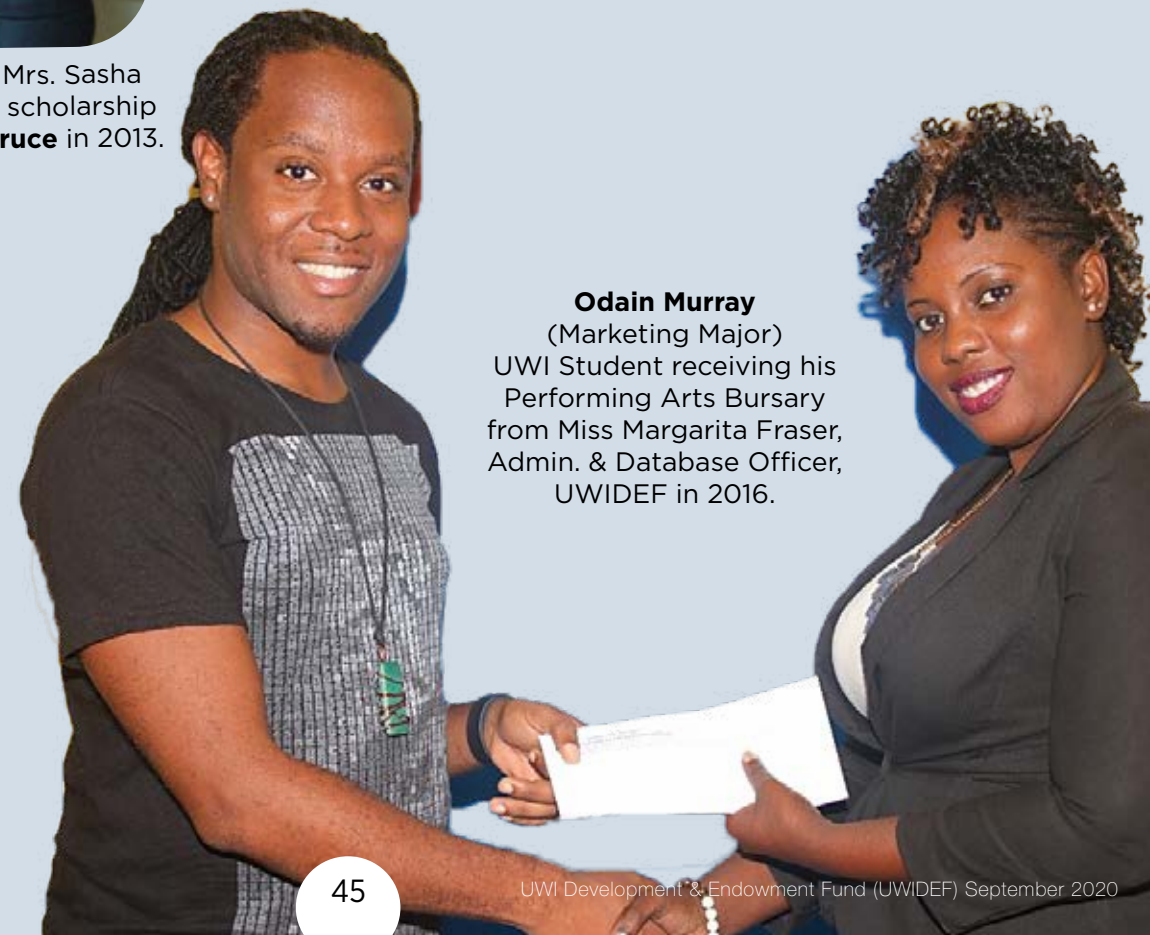 Mrs. Sasha
scholarship
ruce in 2013.
Odain Murray
(Marketing Major)
UWI Student receiving his
Performing Arts Bursary
from Miss Margarita Fraser,
Admin. & Database Officer,
UWIDEF in 2016.
45
UWI Development & Endowment Fund (UWIDEF) September 2020